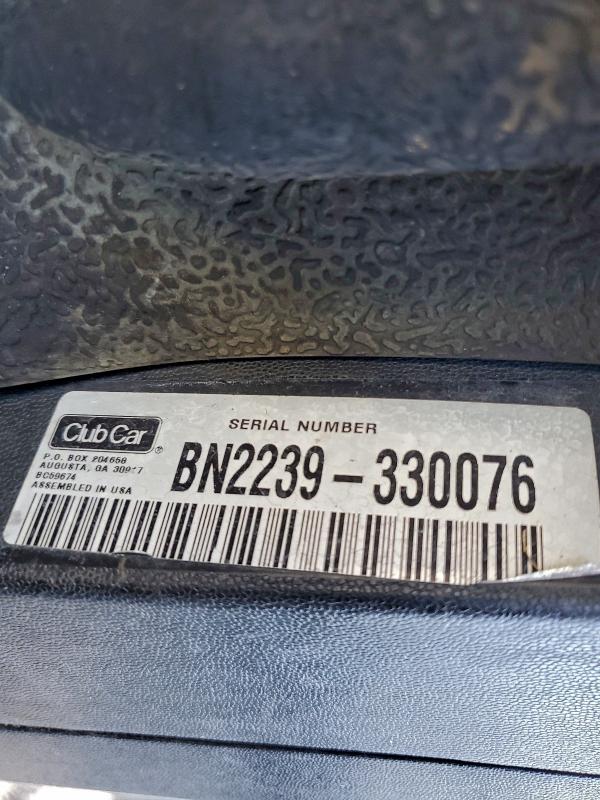 Club Car®
SERIAL NUMBER
P.O. BOX 204658
AUGUSTA, GA 30917
BC59674
ASSEMBLED IN USA
BN2239-330076